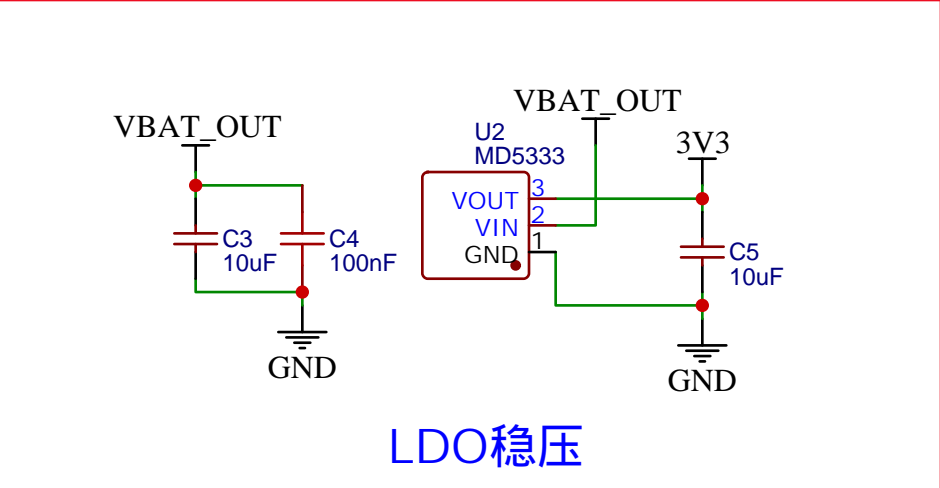 VBAT_OUT
C3
10uF
C4
100nF
GND
VBAT_OUT
U2
MD5333
3V3
VOUT
3
VIN
2
GND
1
C5
10uF
GND
LDO稳压